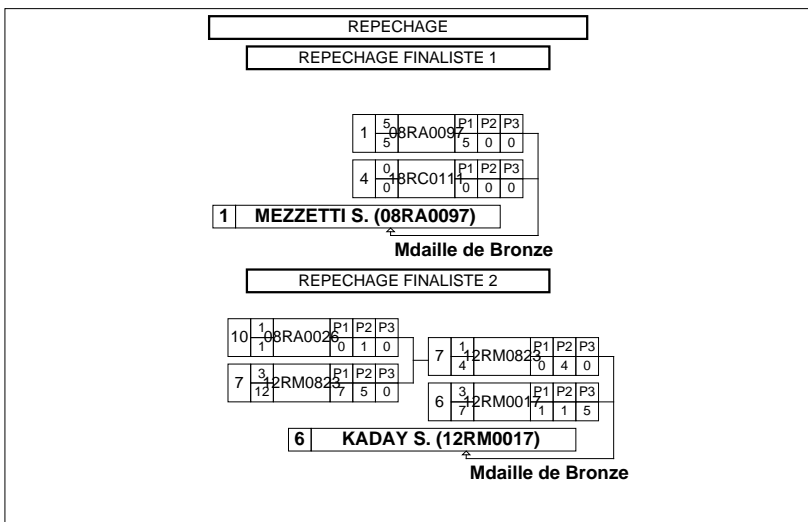 REPECHAGE
REPECHAGE FINALISTE 1
1 5 5 08RA0097 P1 P2 P3 5 0 0
4 0 0 18RC0111 P1 P2 P3 0 0 0
1 MEZZETTI S. (08RA0097)
Mdaille de Bronze
REPECHAGE FINALISTE 2
10 1 1 08RA0026 P1 P2 P3 0 1 0
7 3 12 12RM0823 P1 P2 P3 7 5 0
7 1 4 12RM0823 P1 P2 P3 0 4 0
6 3 7 12RM0017 P1 P2 P3 1 1 5
6 KADAY S. (12RM0017)
Mdaille de Bronze